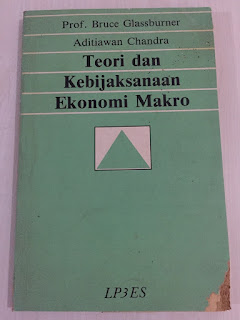 Prof. Bruce Glassburner
Aditiawan Chandra
Teori dan
Kebijaksanaan
Ekonomi Makro
LP3ES